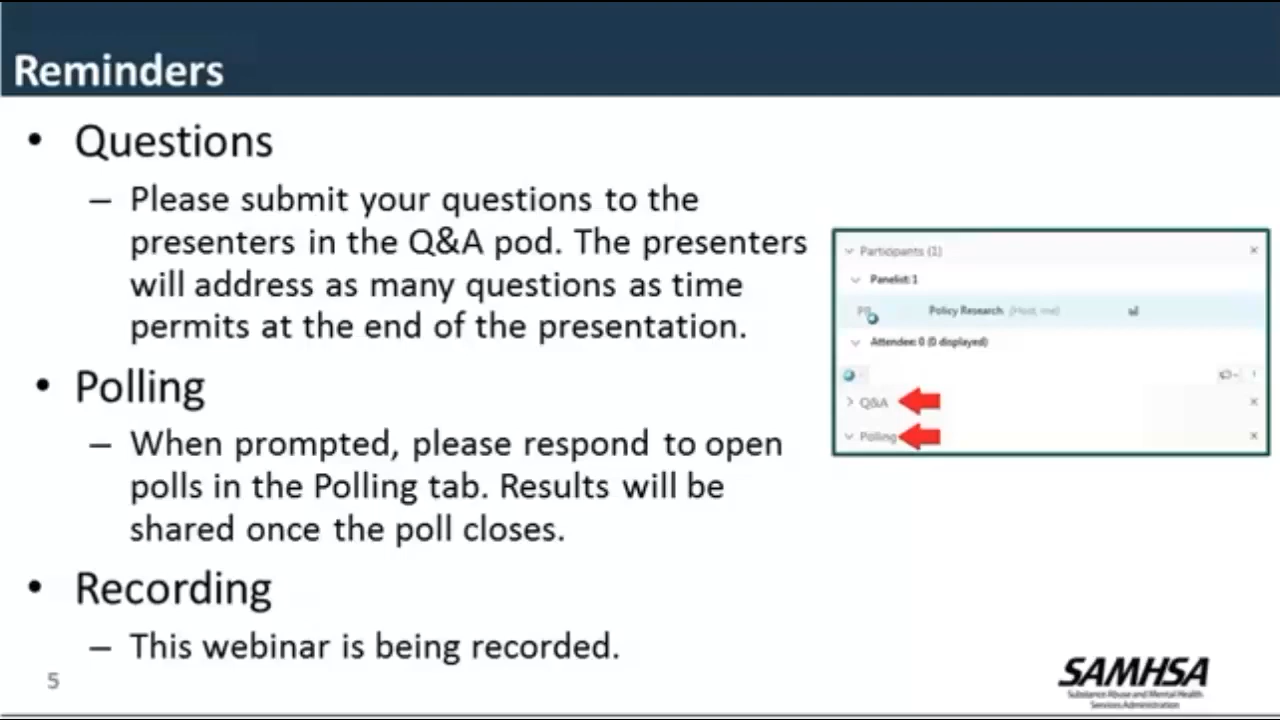 Reminders
• Questions
– Please submit your questions to the
presenters in the Q&A pod. The presenters
will address as many questions as time
permits at the end of the presentation.
• Polling
– When prompted, please respond to open
polls in the Polling tab. Results will be
shared once the poll closes.
• Recording
– This webinar is being recorded.
Participants (1)
Panelist: 1
Policy Research (Host, me)
Attendee: 0 (0 displayed)
Q&A
Polling
5
SAMHSA
Substance Abuse and Mental Health
Services Administration